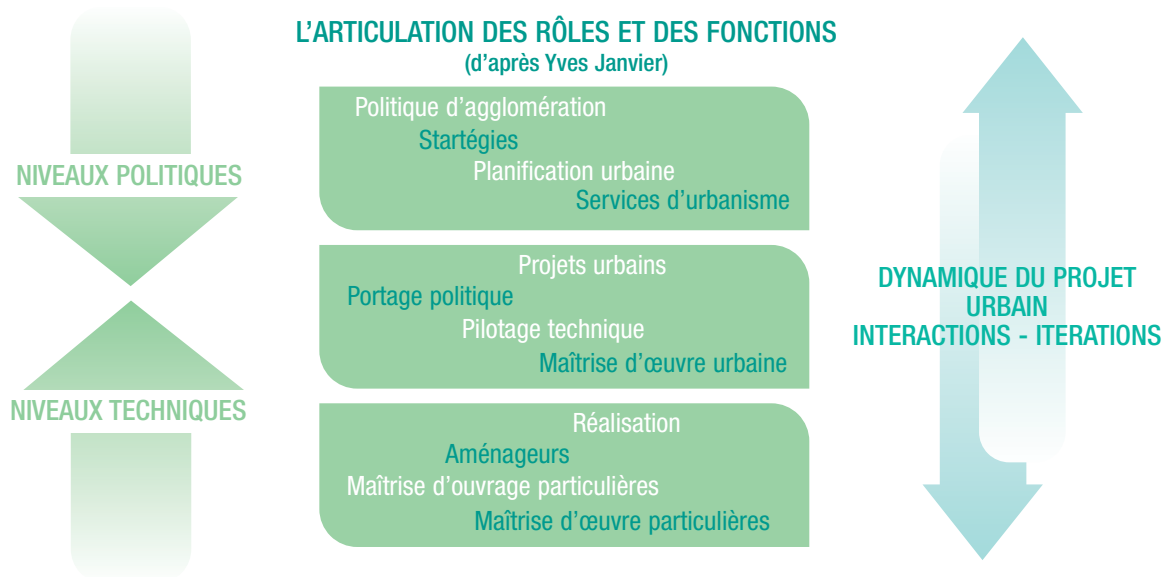 L'ARTICULATION DES RÔLES ET DES FONCTIONS
(d'après Yves Janvier)
NIVEAUX POLITIQUES
NIVEAUX TECHNIQUES
Politique d'agglomération
Startégies
Planification urbaine
Services d'urbanisme
Projets urbains
Portage politique
Pilotage technique
Maîtrise d'œuvre urbaine
Réalisation
Aménageurs
Maîtrise d'ouvrage particulières
Maîtrise d'œuvre particulières
DYNAMIQUE DU PROJET
URBAIN
INTERACTIONS - ITERATIONS